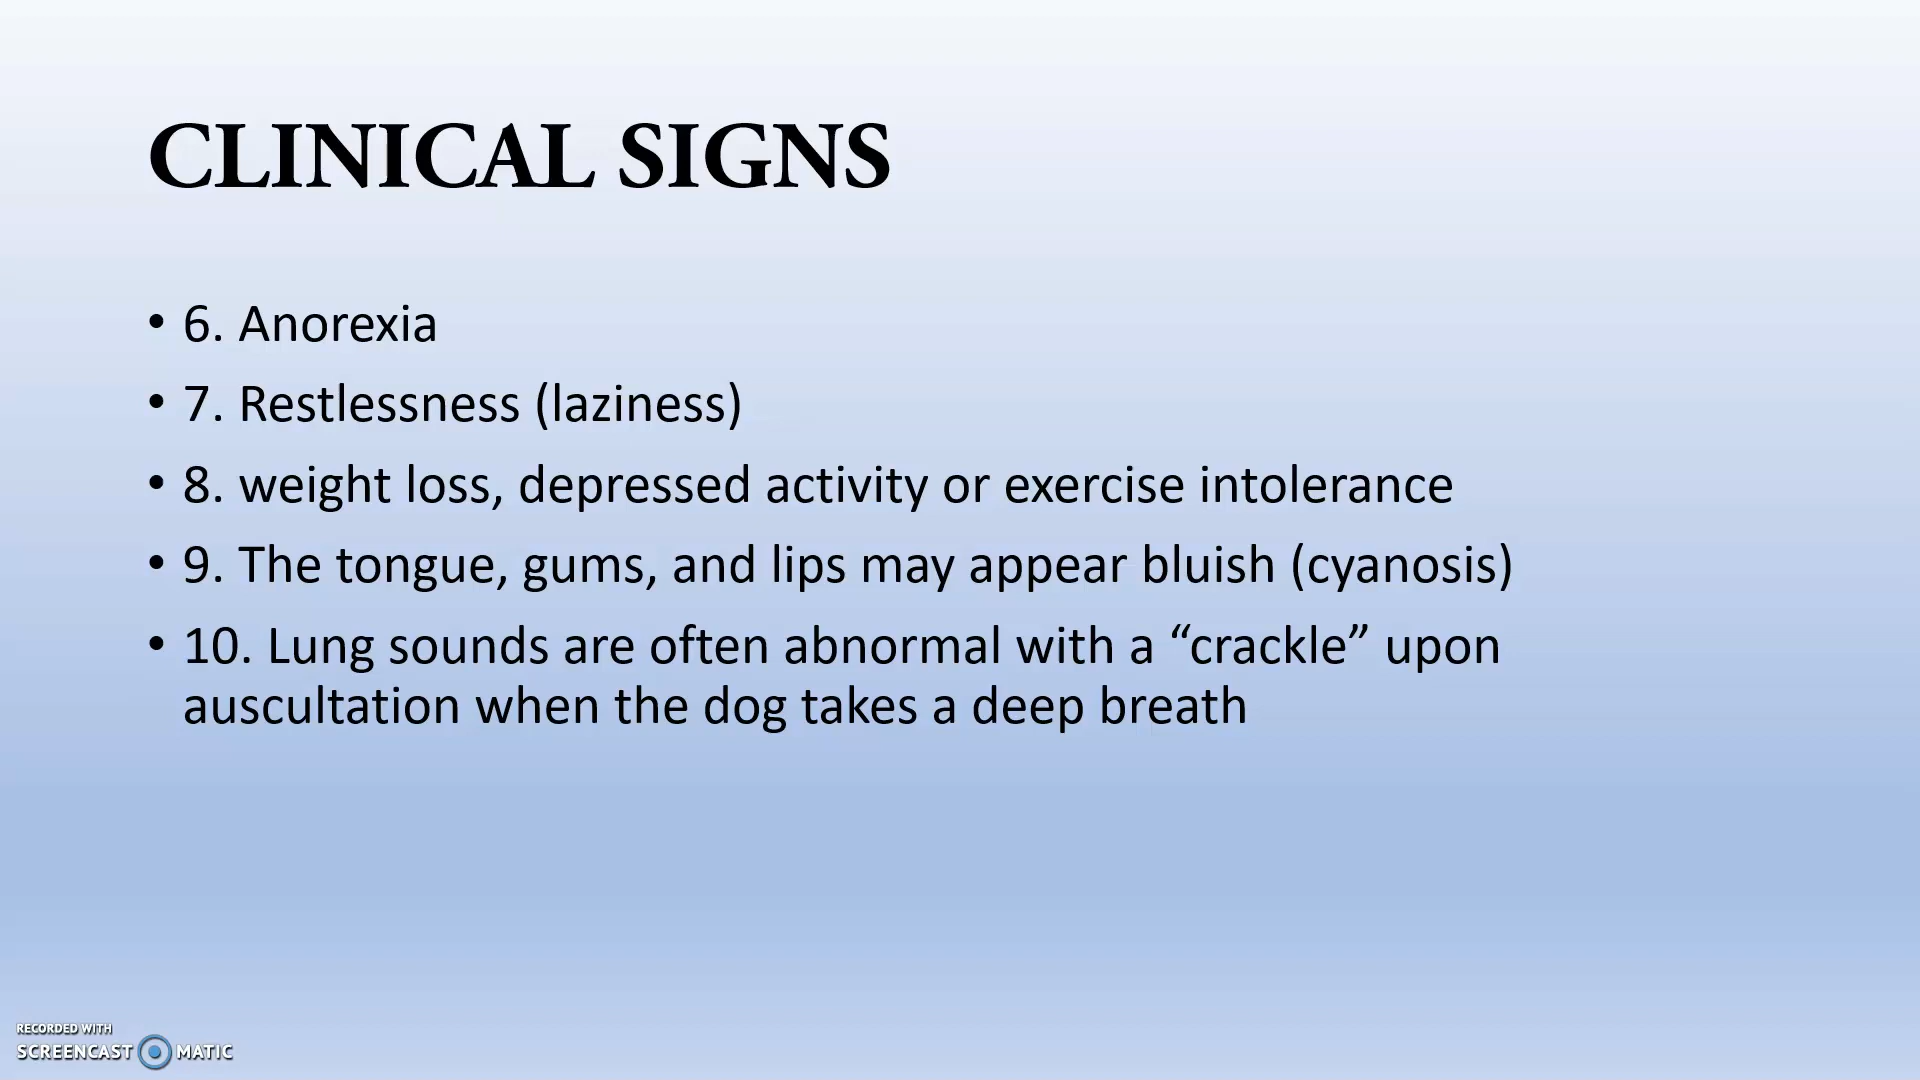 CLINICAL SIGNS
• 6. Anorexia
• 7. Restlessness (laziness)
• 8. weight loss, depressed activity or exercise intolerance
• 9. The tongue, gums, and lips may appear bluish (cyanosis)
• 10. Lung sounds are often abnormal with a “crackle” upon
auscultation when the dog takes a deep breath
RECORDED WITH
SCREENCAST MATIC